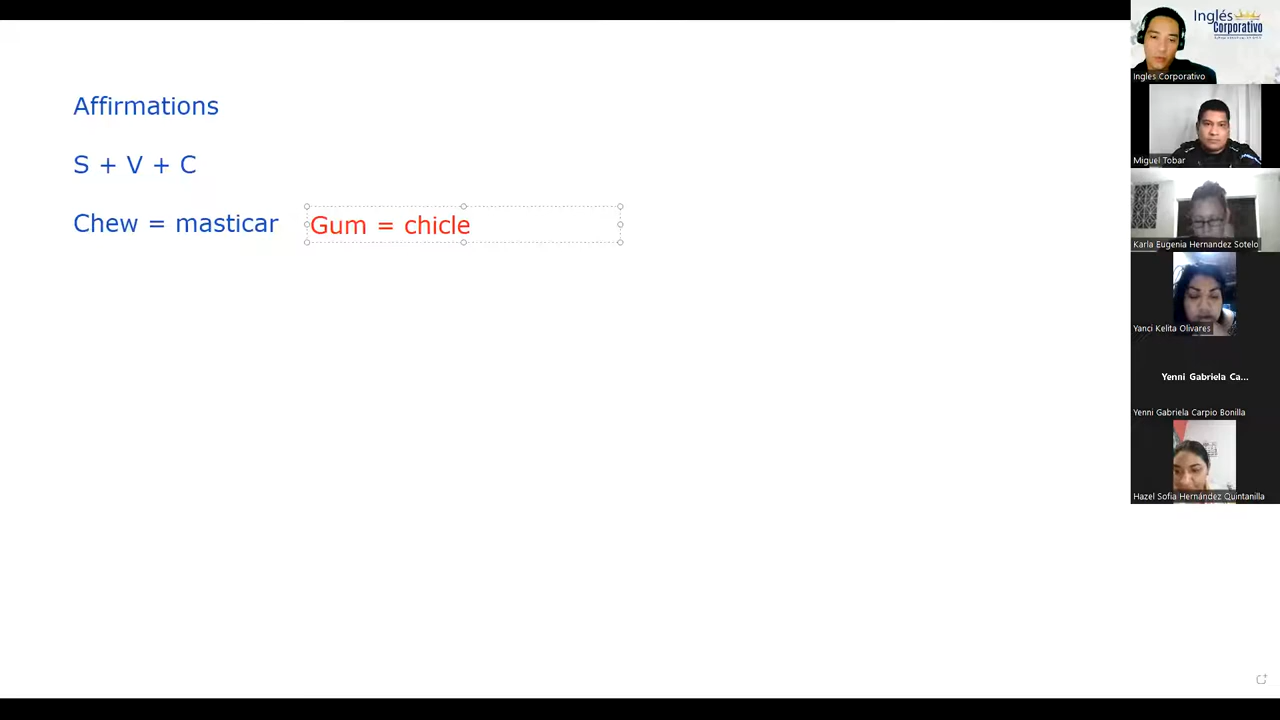 Affirmations
S + V + C
Chew = masticar
Gum = chicle
Inglés
Corporativo
Ingles Corporativo
Miguel Tobar
Karla Eugenia Hernandez Sotelo
Yanci Kelita Olivares
Yenni Gabriela Ca...
Yenni Gabriela Carpio Bonilla
Hazel Sofia Hernández Quintanilla